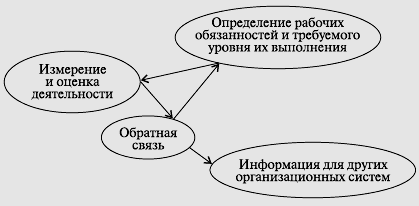 Определение рабочих
обязанностей и требуемого
уровня их выполнения
Измерение
и оценка
деятельности
Обратная
связь
Информация для других
организационных систем